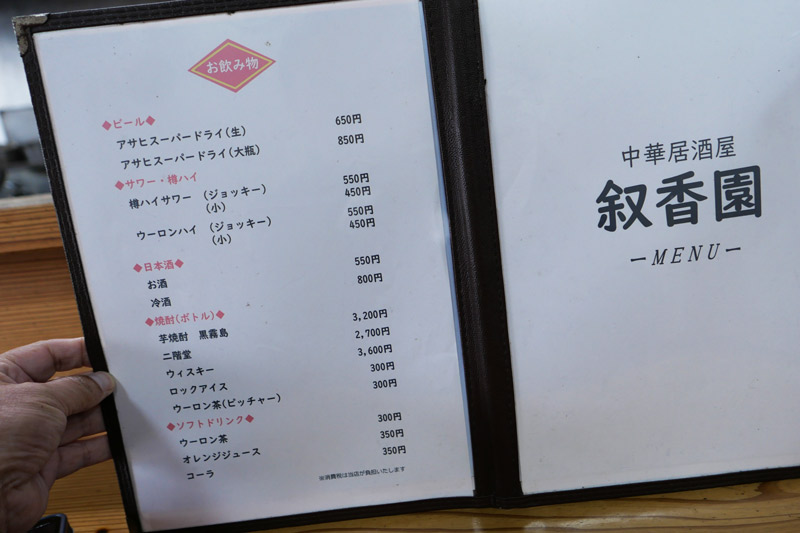 お飲み物
◆ビール◆
アサヒスーパードライ(生) 650円
アサヒスーパードライ(大瓶) 850円
◆サワー・樽ハイ
樽ハイサワー (ジョッキー) 550円
(小) 450円
ウーロンハイ (ジョッキー) 550円
(小) 450円
◆日本酒◆
お酒 550円
冷酒 800円
◆焼酎(ボトル)◆
芋焼酎 黒霧島 3,200円
二階堂 2,700円
ウィスキー 3,600円
ロックアイス 300円
ウーロン茶(ピッチャー) 300円
◆ソフトドリンク◆
ウーロン茶 300円
オレンジジュース 350円
コーラ 350円
※消費税は当店が負担いたします
中華居酒屋
叙香園
ーMENUー